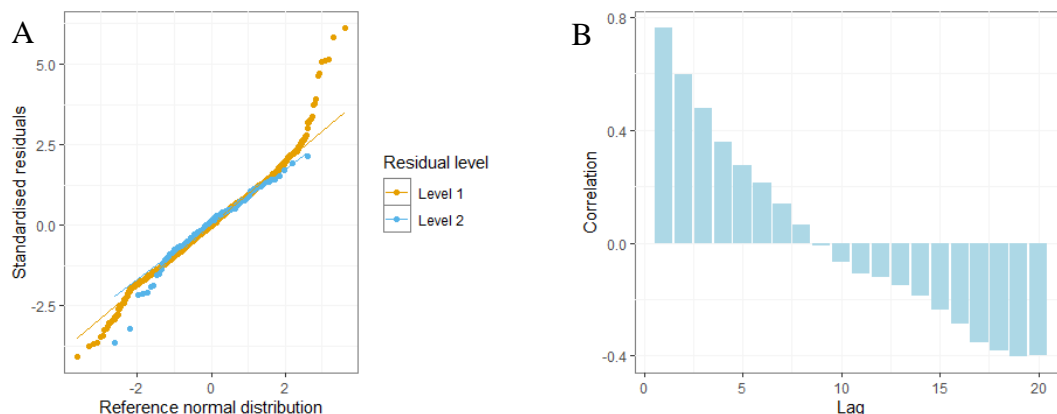 A
Standardised residuals
5.0
2.5
0.0
-2.5
-2
0
2
Reference normal distribution
Residual level
Level 1
Level 2
B
Correlation
0.8
0.4
0.0
-0.4
0
5
10
15
20
Lag